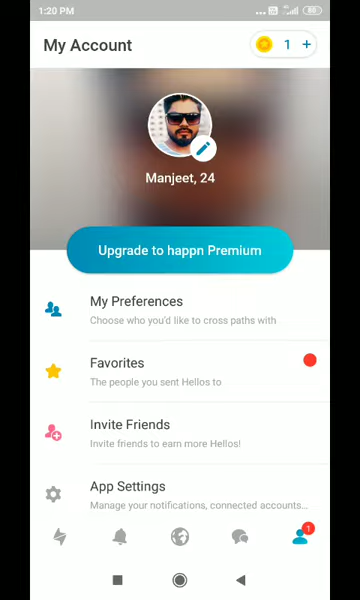 1:20 PM
My Account
1 +
Manjeet, 24
Upgrade to happn Premium
My Preferences
Choose who you'd like to cross paths with
Favorites
The people you sent Hellos to
Invite Friends
Invite friends to earn more Hellos!
App Settings
Manage your notifications, connected accounts...
1